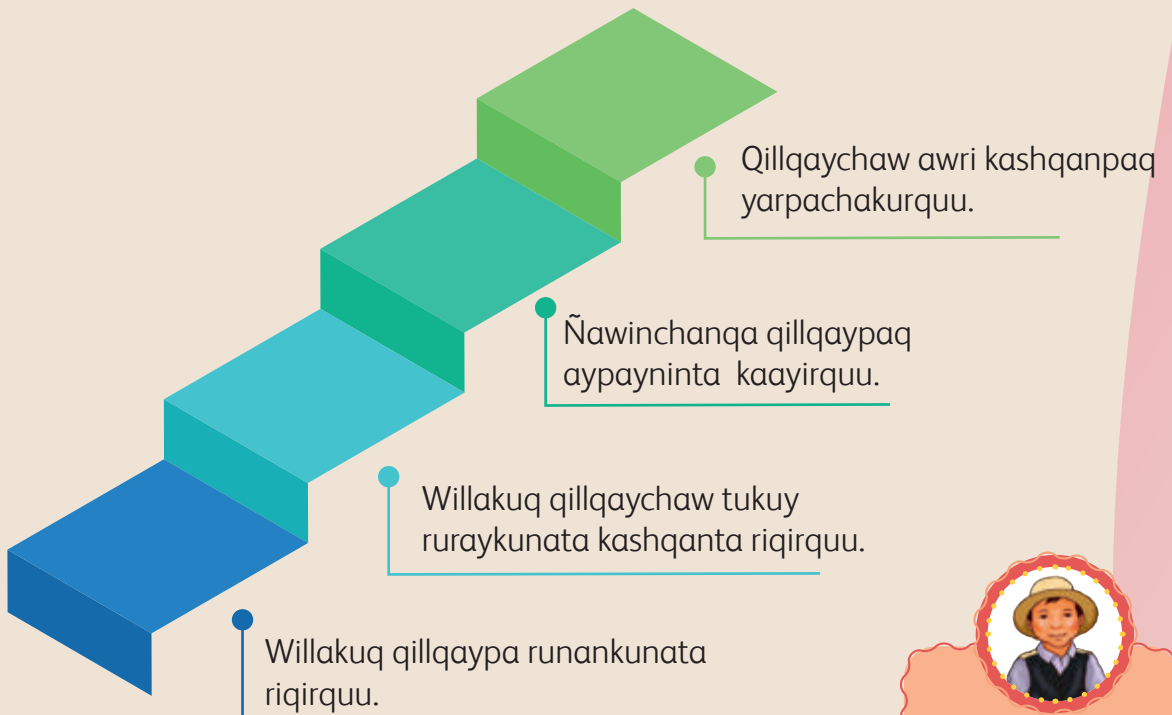 Qillqaychaw awri kashqanpaq
yarpachakurquu.
Ñawinchanqa qillqaypaq
aypayninta kaayirquu.
Willakuq qillqaychaw tukuy
ruraykunata kashqanta riqirquu.
Willakuq qillqaypa runankunata
riqirquu.